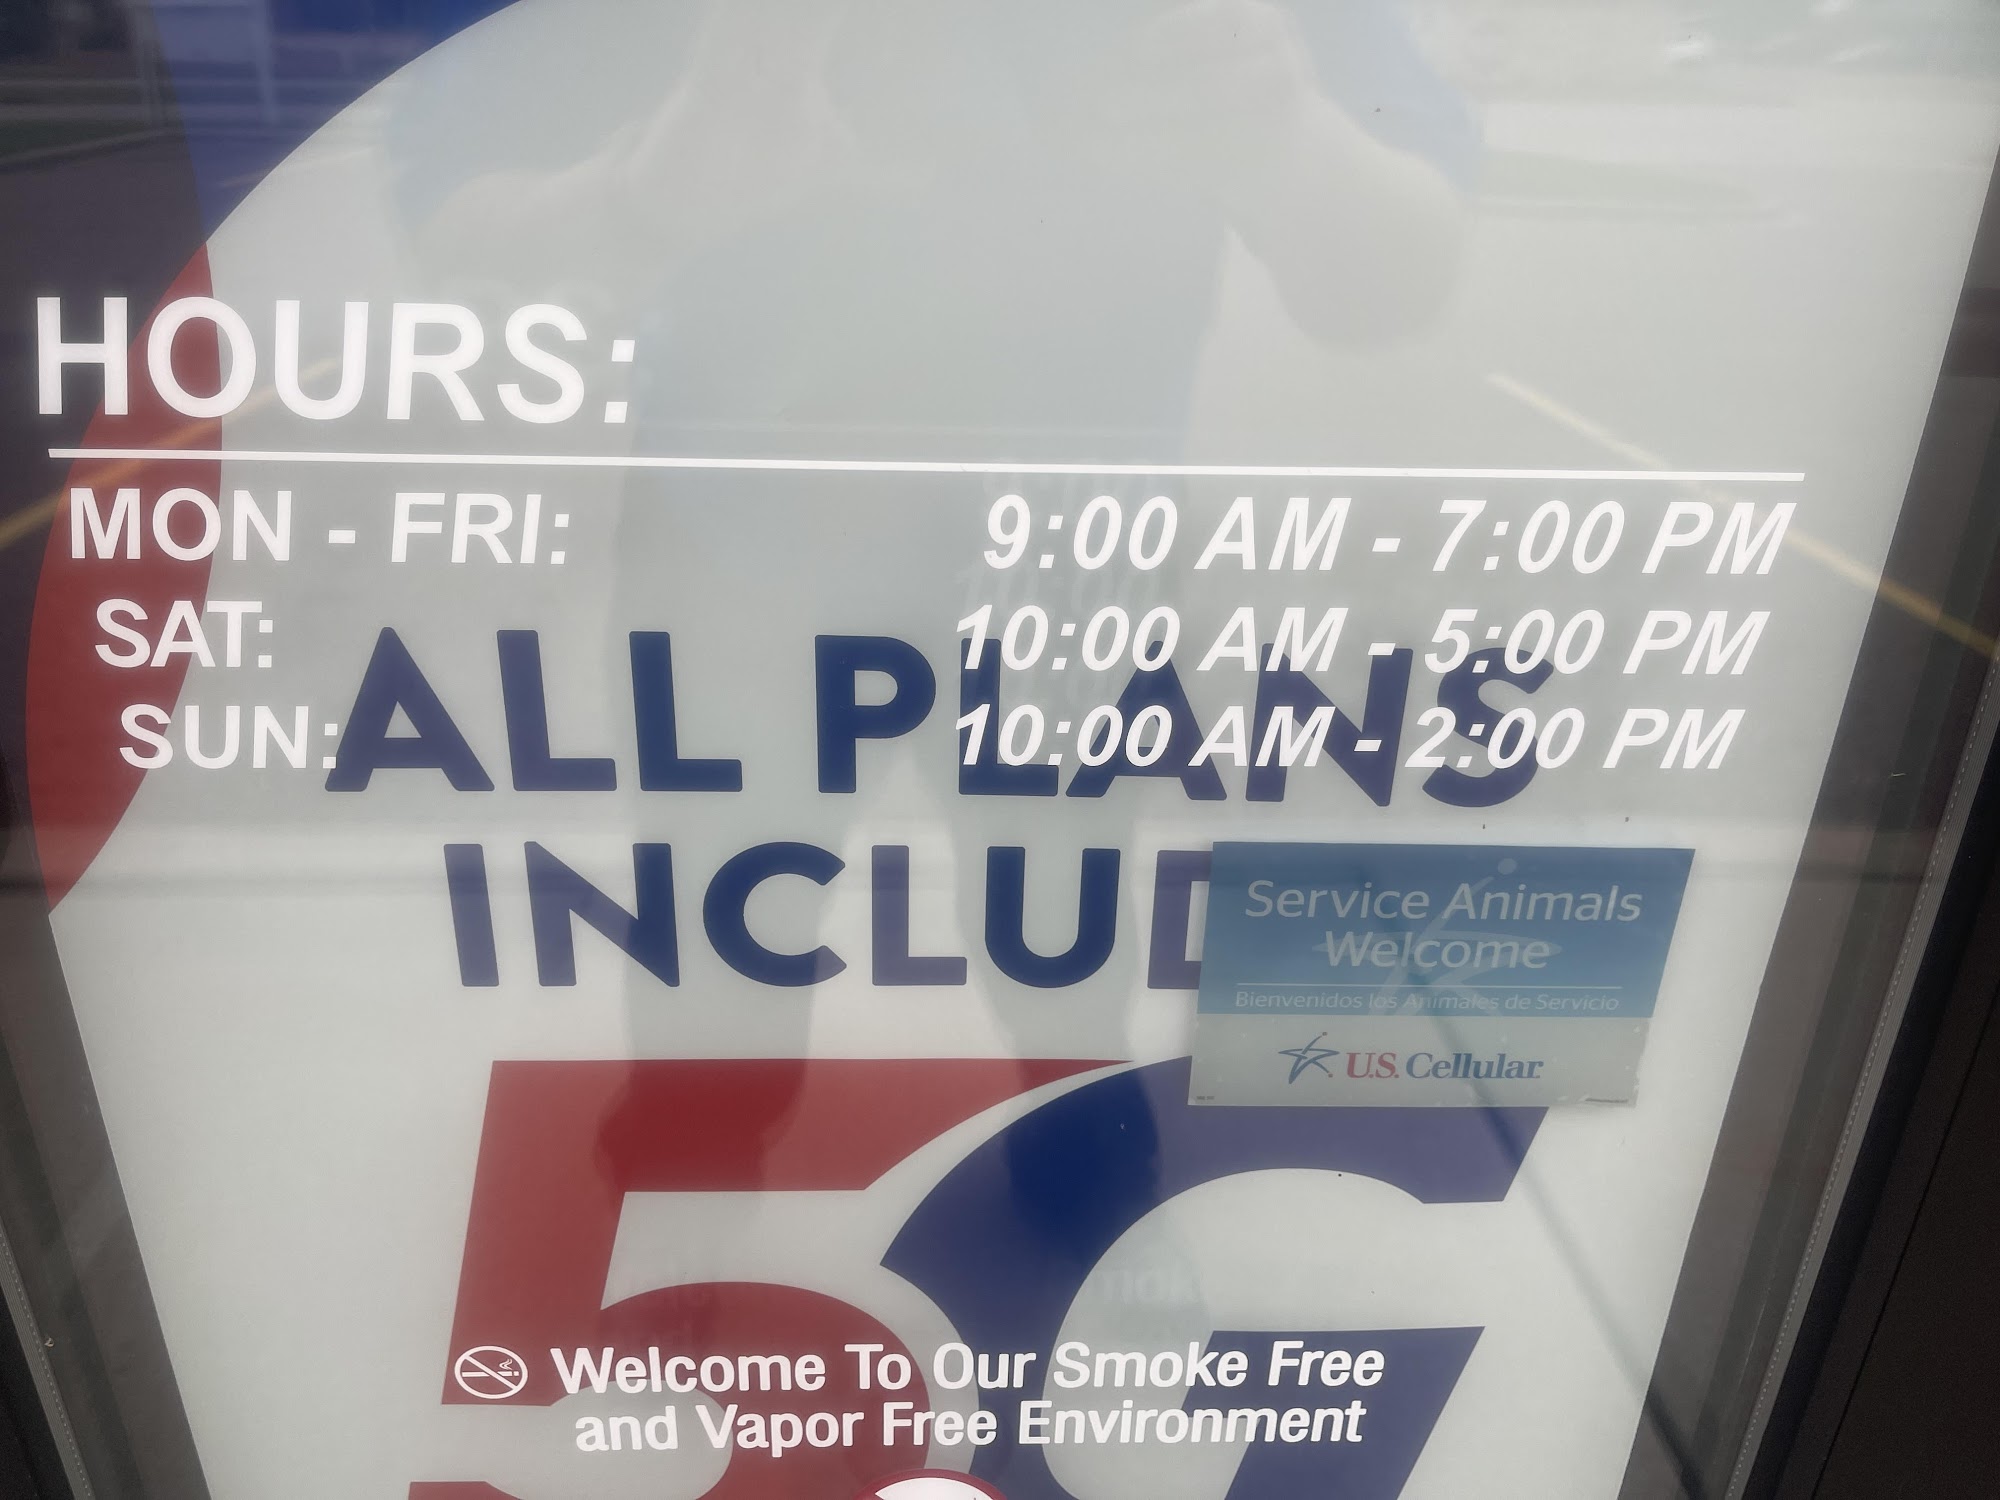 HOURS:
MON - FRI: 9:00 AM - 7:00 PM
SAT: 10:00 AM - 5:00 PM
SUN: 10:00 AM - 2:00 PM
ALL PLANS
INCLUD
Service Animals
Welcome
Bienvenidos los Animales de Servicio
U.S. Cellular
5G
Welcome To Our Smoke Free
and Vapor Free Environment